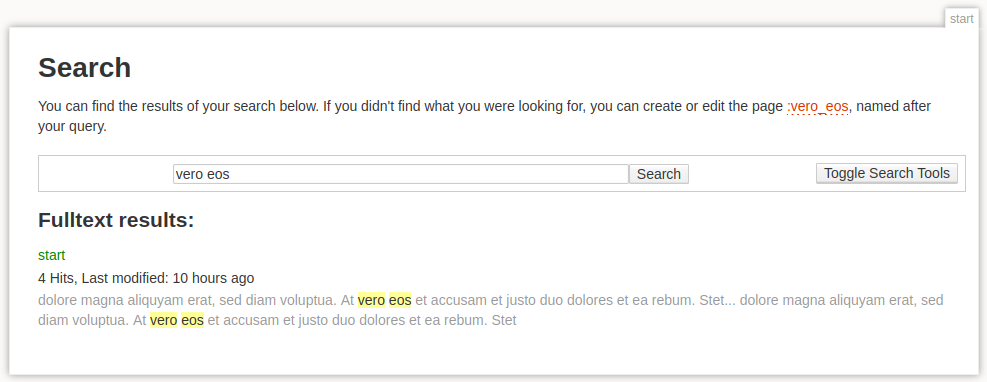 start
Search
You can find the results of your search below. If you didn't find what you were looking for, you can create or edit the page :vero_eos, named after
your query.
vero eos Search Toggle Search Tools
Fulltext results:
start
4 Hits, Last modified: 10 hours ago
dolore magna aliquyam erat, sed diam voluptua. At vero eos et accusam et justo duo dolores et ea rebum. Stet... dolore magna aliquyam erat, sed
diam voluptua. At vero eos et accusam et justo duo dolores et ea rebum. Stet